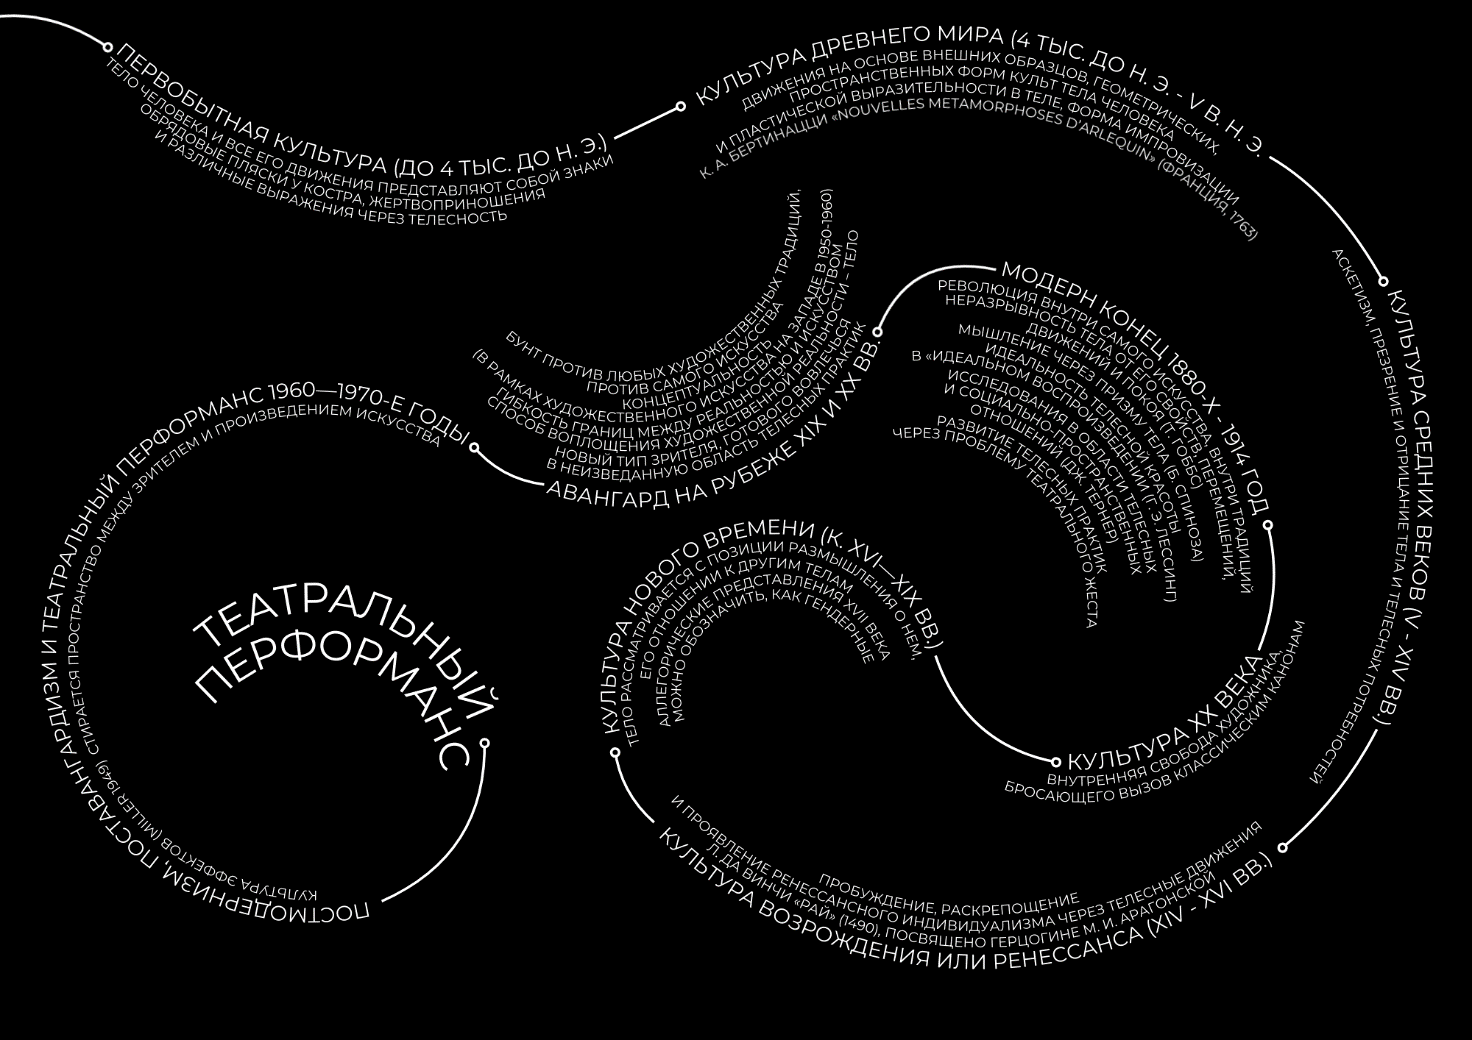 ПЕРВОБЫТНАЯ КУЛЬТУРА (ДО 4 ТЫС. ДО Н. Э.)
ТЕЛО ЧЕЛОВЕКА И ВСЕ ЕГО ДВИЖЕНИЯ ПРЕДСТАВЛЯЮТ СОБОЙ ЗНАКИ
ОБРЯДОВЫЕ ПЛЯСКИ У КОСТРА, ЖЕРТВОПРИНОШЕНИЯ
И РАЗЛИЧНЫЕ ВЫРАЖЕНИЯ ЧЕРЕЗ ТЕЛЕСНОСТЬ
КУЛЬТУРА ДРЕВНЕГО МИРА (4 ТЫС. ДО Н. Э. - V В. Н. Э.
ДВИЖЕНИЯ НА ОСНОВЕ ВНЕШНИХ ОБРАЗЦОВ, ГЕОМЕТРИЧЕСКИХ,
ПРОСТРАНСТВЕННЫХ ФОРМ КУЛЬТ ТЕЛА ЧЕЛОВЕКА
И ПЛАСТИЧЕСКОЙ ВЫРАЗИТЕЛЬНОСТИ В ТЕЛЕ, ФОРМА ИМПРОВИЗАЦИИ
К. А. БЕРТИНАЦЦИ «NOUVELLES METAMORPHOSES D'ARLEQUIN» (ФРАНЦИЯ, 1763)
КУЛЬТУРА СРЕДНИХ ВЕКОВ (V - XIV ВВ.)
АСКЕТИЗМ, ПРЕЗРЕНИЕ И ОТРИЦАНИЕ ТЕЛА И ТЕЛЕСНЫХ ПОТРЕБНОСТЕЙ
ПРОБУЖДЕНИЕ, РАСКРЕПОЩЕНИЕ
И ПРОЯВЛЕНИЕ РЕНЕССАНСНОГО ИНДИВИДУАЛИЗМА ЧЕРЕЗ ТЕЛЕСНЫЕ ДВИЖЕНИЯ
Л. ДА ВИНЧИ «РАЙ» (1490), ПОСВЯЩЕНО ГЕРЦОГИНЕ М. И. АРАГОНСКОЙ
КУЛЬТУРА ВОЗРОЖДЕНИЯ ИЛИ РЕНЕССАНСА (XIV - XVI ВВ.)
КУЛЬТУРА НОВОГО ВРЕМЕНИ (К. XVI—XIX ВВ.)
ТЕЛО РАССМАТРИВАЕТСЯ С ПОЗИЦИИ РАЗМЫШЛЕНИЯ О НЕМ,
ЕГО ОТНОШЕНИИ К ДРУГИМ ТЕЛАМ
АЛЛЕГОРИЧЕСКИЕ ПРЕДСТАВЛЕНИЯ XVII ВЕКА
МОЖНО ОБОЗНАЧИТЬ, КАК ГЕНДЕРНЫЕ
КУЛЬТУРА XX ВЕКА
ВНУТРЕННЯЯ СВОБОДА ХУДОЖНИКА,
БРОСАЮЩЕГО ВЫЗОВ КЛАССИЧЕСКИМ КАНОНАМ
МОДЕРН КОНЕЦ 1880-Х - 1914 ГОД
РЕВОЛЮЦИЯ ВНУТРИ САМОГО ИСКУССТВА, ВНУТРИ ТРАДИЦИЙ
НЕРАЗРЫВНОСТЬ ТЕЛА ОТ ЕГО СВОЙСТВ, ПЕРЕМЕЩЕНИЙ,
ДВИЖЕНИЙ И ПОКОЯ (Т. ГОББС)
МЫШЛЕНИЕ ЧЕРЕЗ ПРИЗМУ ТЕЛА (Б. СПИНОЗА)
ИДЕАЛЬНОСТЬ ТЕЛЕСНОЙ КРАСОТЫ
В «ИДЕАЛЬНОМ ВОСПРОИЗВЕДЕНИИ (Г. Э. ЛЕССИНГ)
ИССЛЕДОВАНИЯ В ОБЛАСТИ ТЕЛЕСНЫХ
И СОЦИАЛЬНО-ПРОСТРАНСТВЕННЫХ
ОТНОШЕНИЙ (ДЖ. ТЕРНЕР)
РАЗВИТИЕ ТЕЛЕСНЫХ ПРАКТИК
ЧЕРЕЗ ПРОБЛЕМУ ТЕАТРАЛЬНОГО ЖЕСТА
БУНТ ПРОТИВ ЛЮБЫХ ХУДОЖЕСТВЕННЫХ ТРАДИЦИЙ,
ПРОТИВ САМОГО ИСКУССТВА
КОНЦЕПТУАЛЬНОСТЬ
(В РАМКАХ ХУДОЖЕСТВЕННОГО ИСКУССТВА НА ЗАПАДЕ В 1950-1960)
ГИБКОСТЬ ГРАНИЦ МЕЖДУ РЕАЛЬНОСТЬЮ И ИСКУССТВОМ
СПОСОБ ВОПЛОЩЕНИЯ ХУДОЖЕСТВЕННОЙ РЕАЛЬНОСТИ – ТЕЛО
НОВЫЙ ТИП ЗРИТЕЛЯ, ГОТОВОГО ВОВЛЕЧЬСЯ
В НЕИЗВЕДАННУЮ ОБЛАСТЬ ТЕЛЕСНЫХ ПРАКТИК
АВАНГАРД НА РУБЕЖЕ XIX И XX ВВ.
ПОСТМОДЕРНИЗМ, ПОСТАВАНГАРДИЗМ И ТЕАТРАЛЬНЫЙ ПЕРФОРМАНС 1960—1970-Е ГОДЫ
КУЛЬТУРА ЭФФЕКТОВ (MILLER 1949) СТИРАЕТСЯ ПРОСТРАНСТВО МЕЖДУ ЗРИТЕЛЕМ И ПРОИЗВЕДЕНИЕМ ИСКУССТВА
ТЕАТРАЛЬНЫЙ
ПЕРФОРМАНС